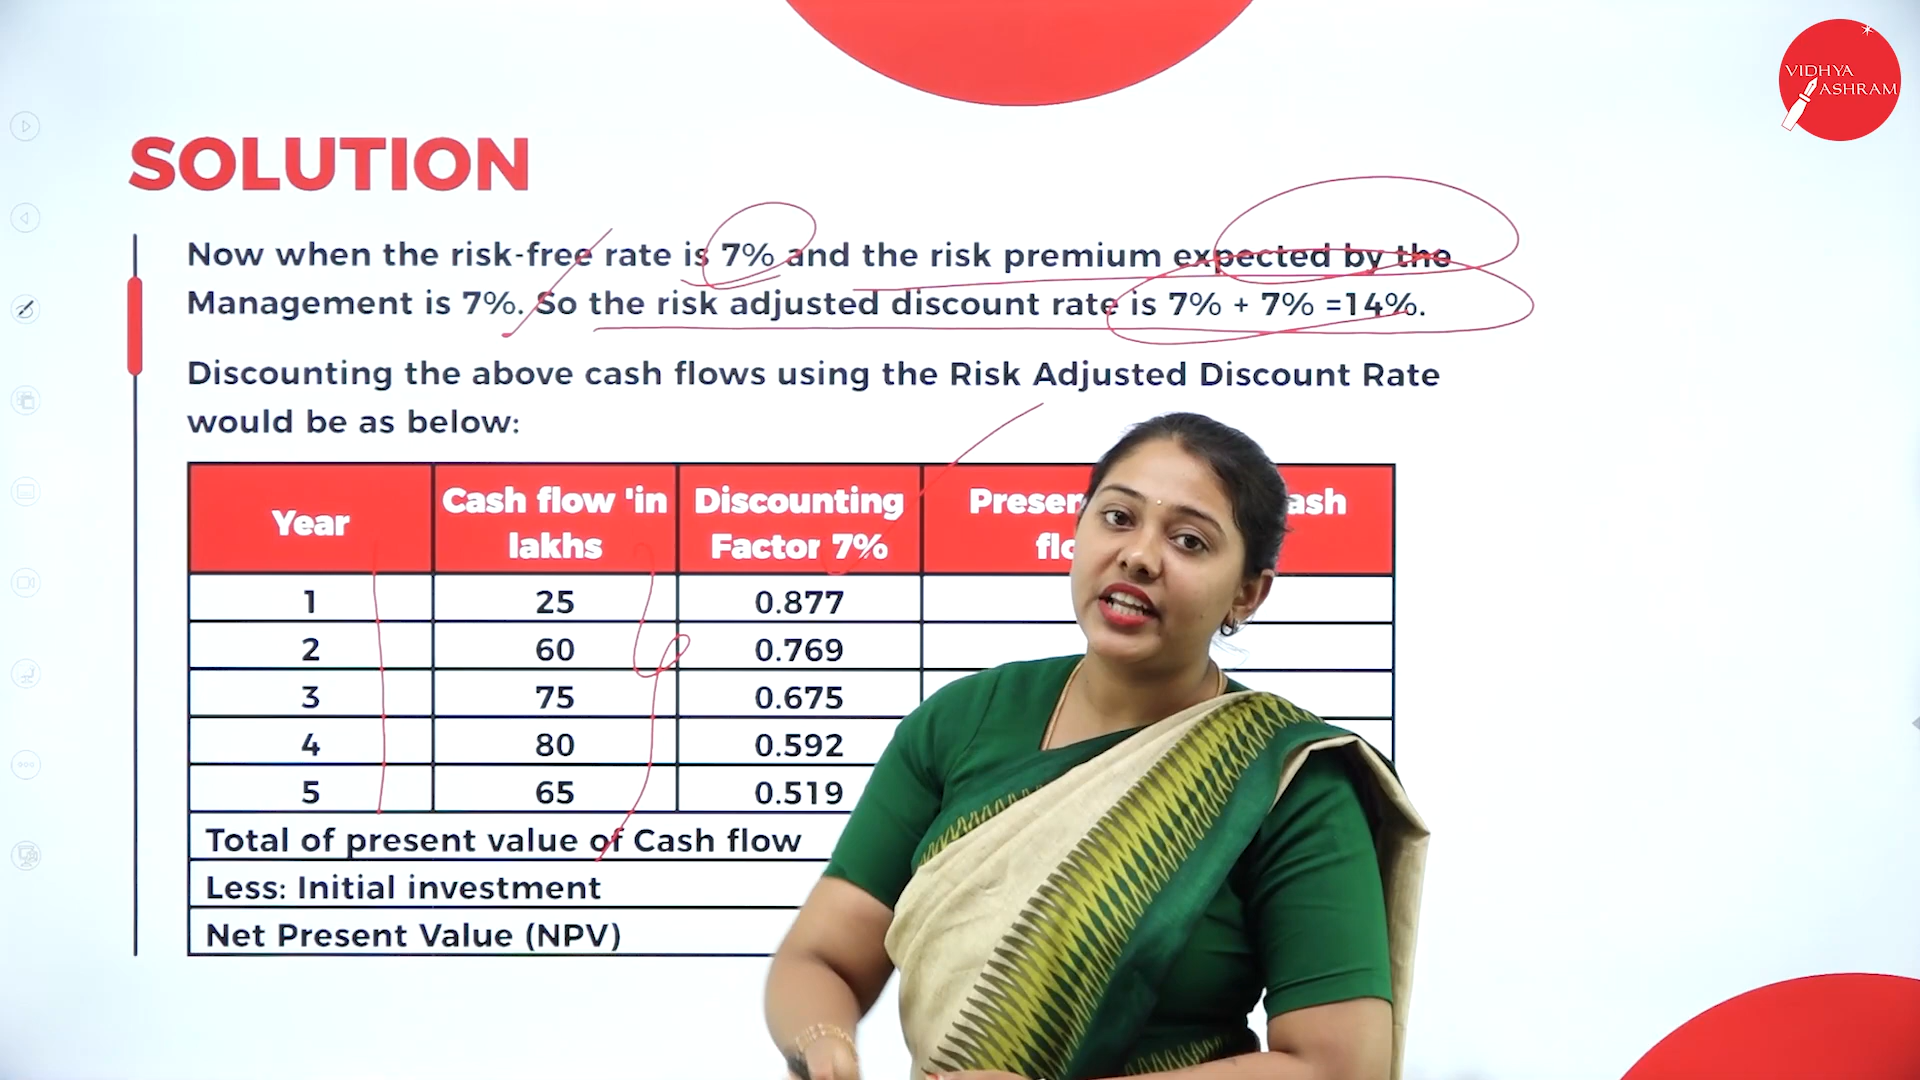 VIDHYA
ASHRAM
SOLUTION
Now when the risk-free rate is 7% and the risk premium expected by the
Management is 7%. So the risk adjusted discount rate is 7% + 7% =14%.
Discounting the above cash flows using the Risk Adjusted Discount Rate
would be as below:
Year Cash flow 'in lakhs Discounting Factor 7%
1 25 0.877
2 60 0.769
3 75 0.675
4 80 0.592
5 65 0.519
Total of present value of Cash flow
Less: Initial investment
Net Present Value (NPV)